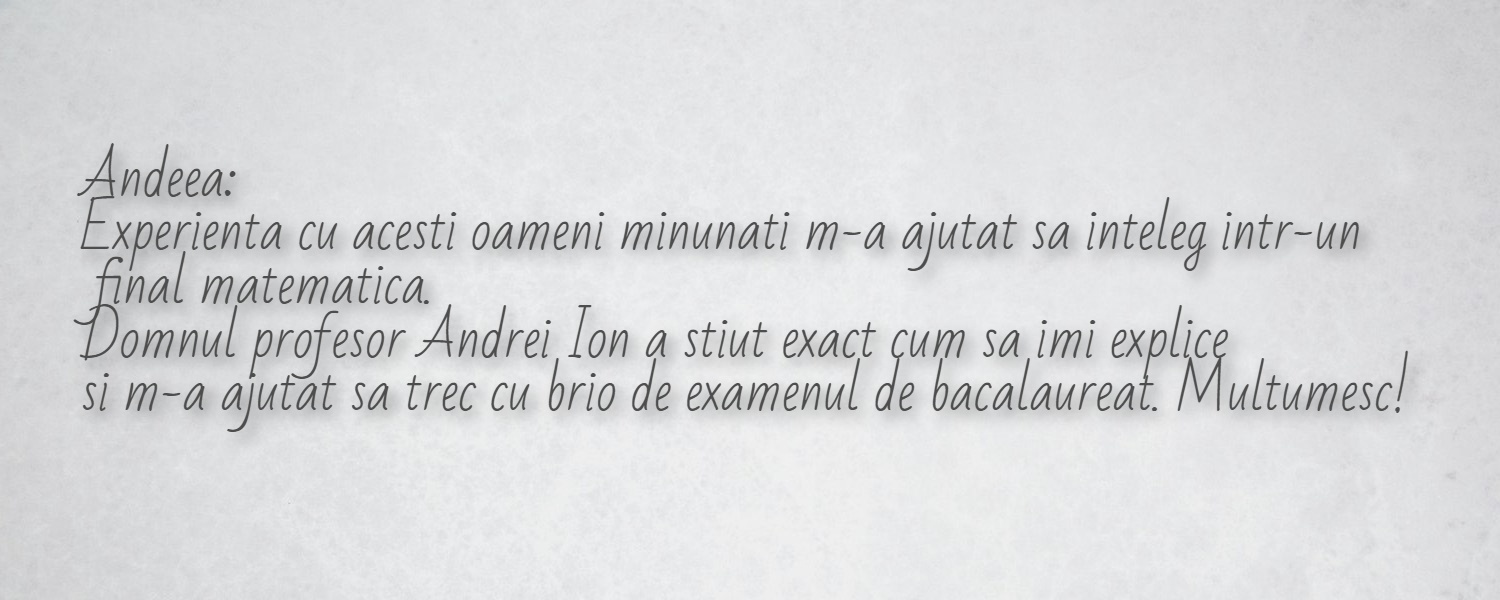 Andeea:
Experienta cu acesti oameni minunati m-a ajutat sa inteleg intr-un
final matematica.
Domnul profesor Andrei Ion a stiut exact cum sa imi explice
si m-a ajutat sa trec cu brio de examenul de bacalaureat. Multumesc!